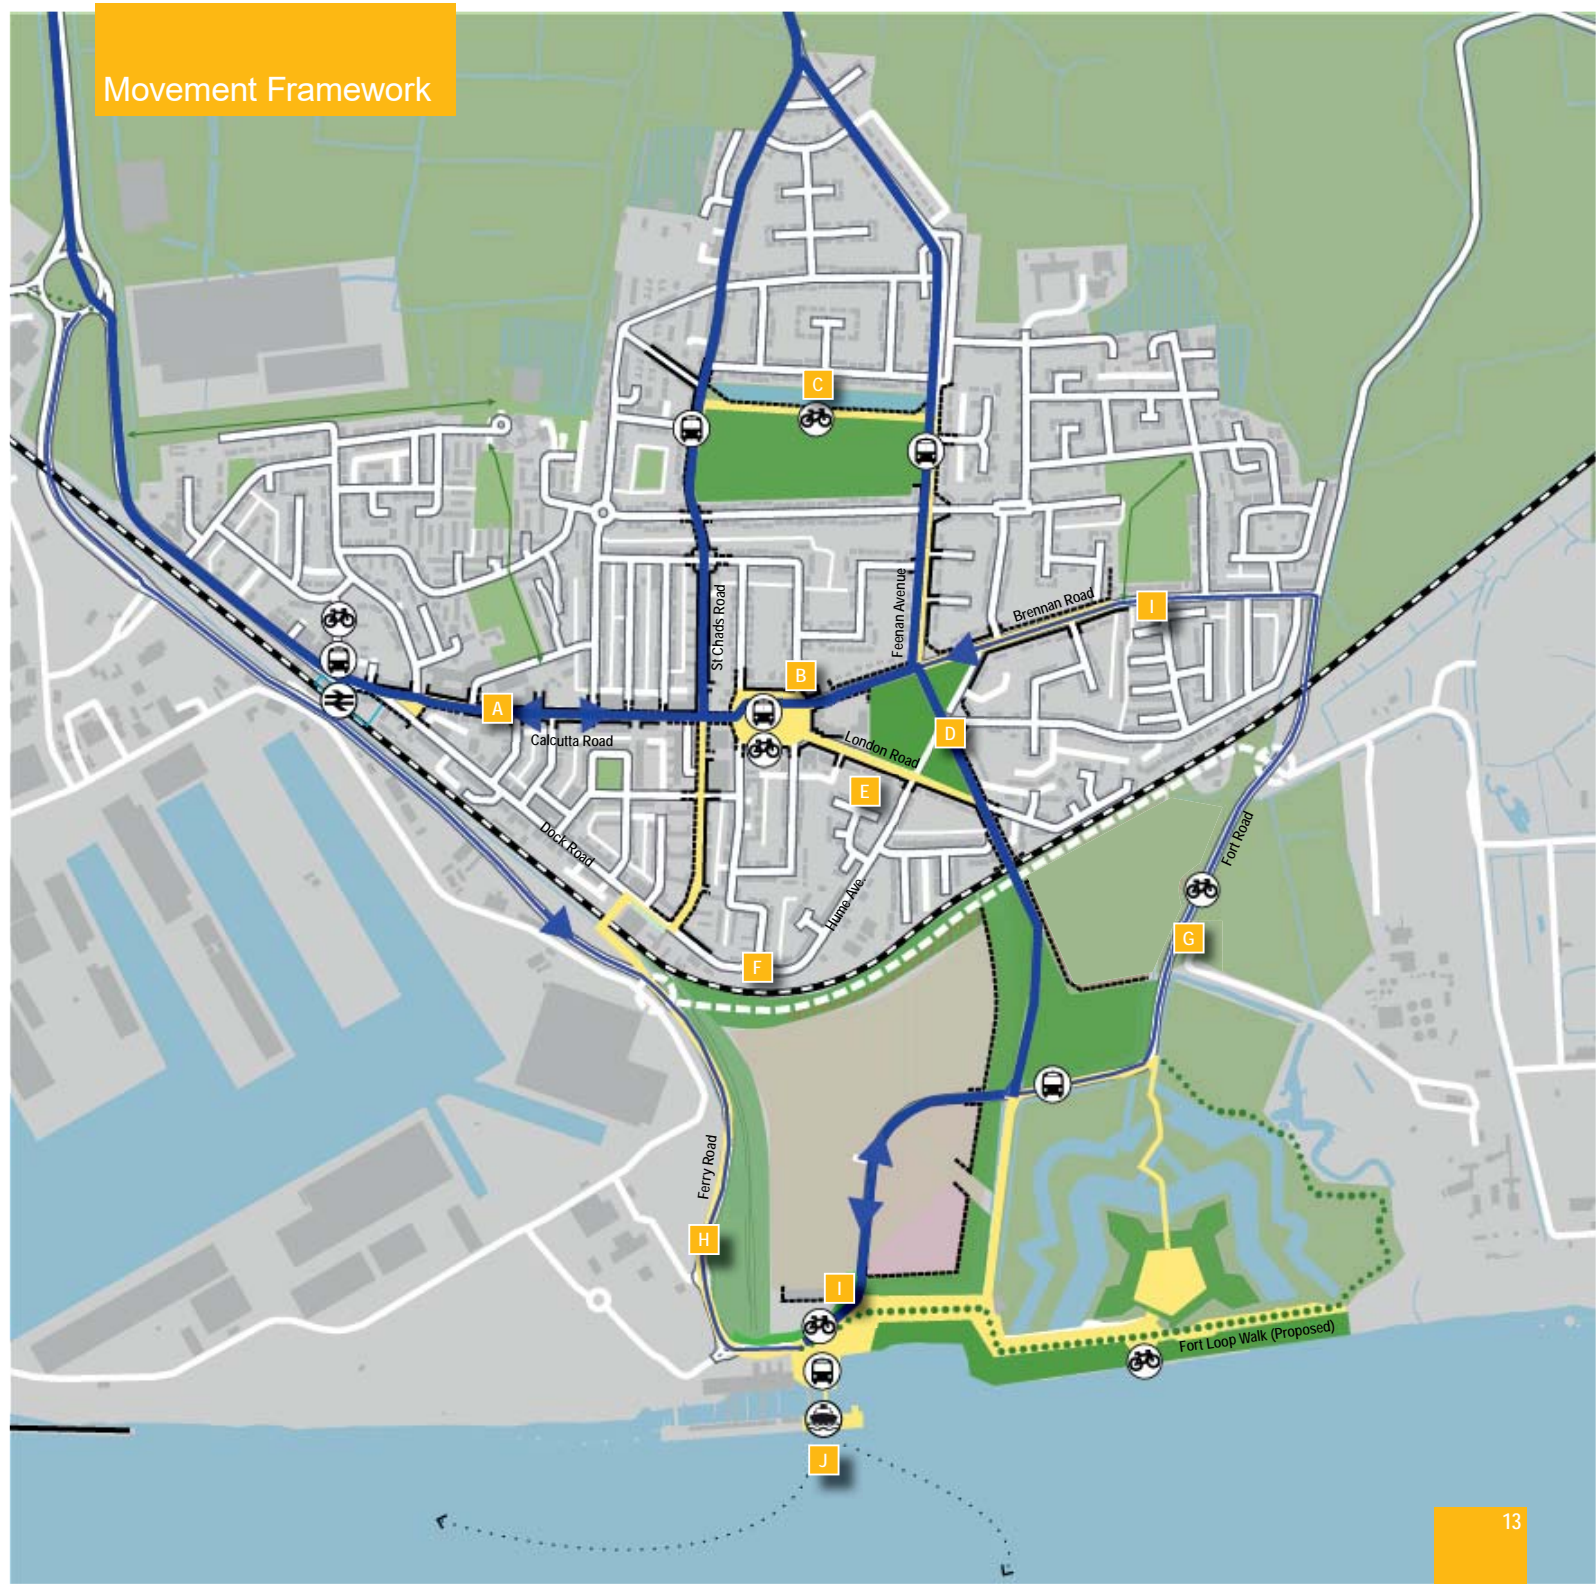 Movement Framework
C
St Chads Road
Feenan Avenue
Brennan Road
I
B
A
Calcutta Road
London Road
D
E
Dock Road
Hume Ave.
Fort Road
G
F
Ferry Road
H
I
Fort Loop Walk (Proposed)
J
13